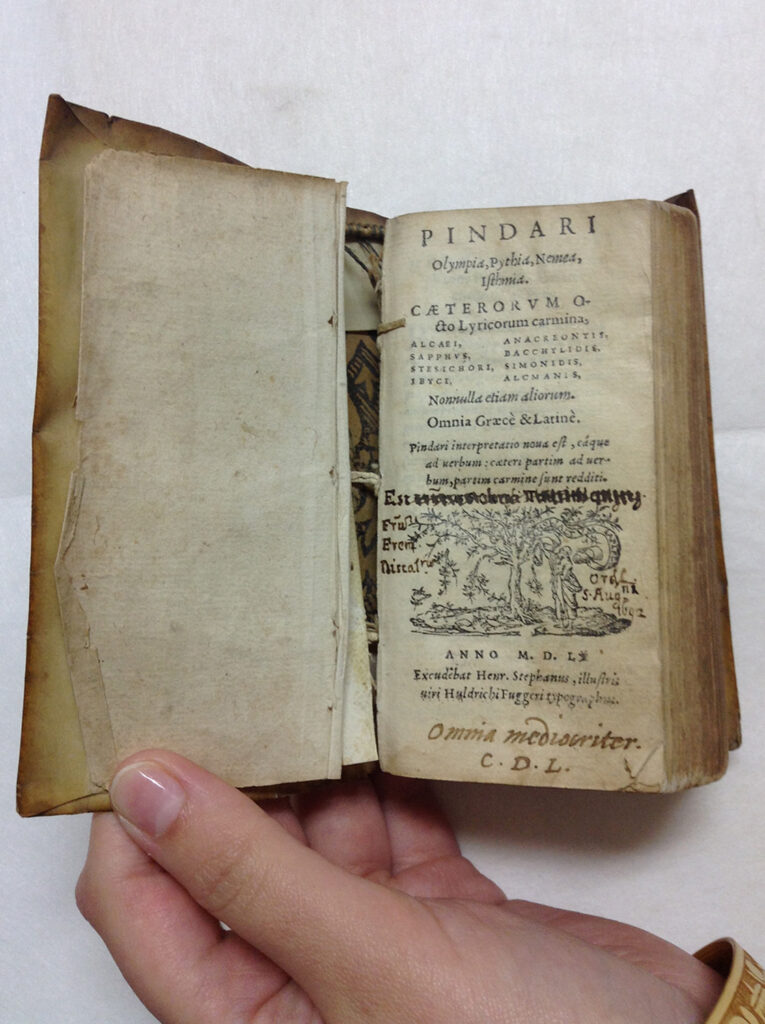 PINDARI
Olympia, Pythia, Nemea,
Isthmia.
CÆTERORVM O-
cto Lyricorum carmina,
ALCAEI,
SAPPHVS,
STESICHORI,
IBYCI,
ANACREONTIS,
BACCHYLIDIS,
SIMONIDIS,
ALCMANIS,
Nonnulla etiam aliorum.
Omnia Græcè & Latinè.
Pindari interpretatio noua est, eáque
ad uerbum: cæteri partim ad uer-
bum, partim carmine sunt redditi.
Est
ANNO M. D. LX
Excudebat Henr. Stephanus, illustris
uiri Huldrichi Fuggeri typographus.
Omnia mediocriter.
C. D. L.